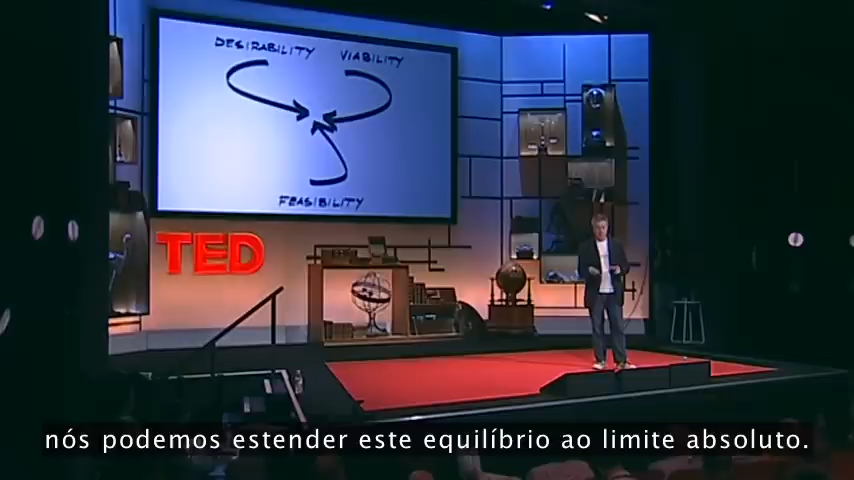 DESIRABILITY
VIABILITY
FEASIBILITY
TED
nós podemos estender este equilíbrio ao limite absoluto.